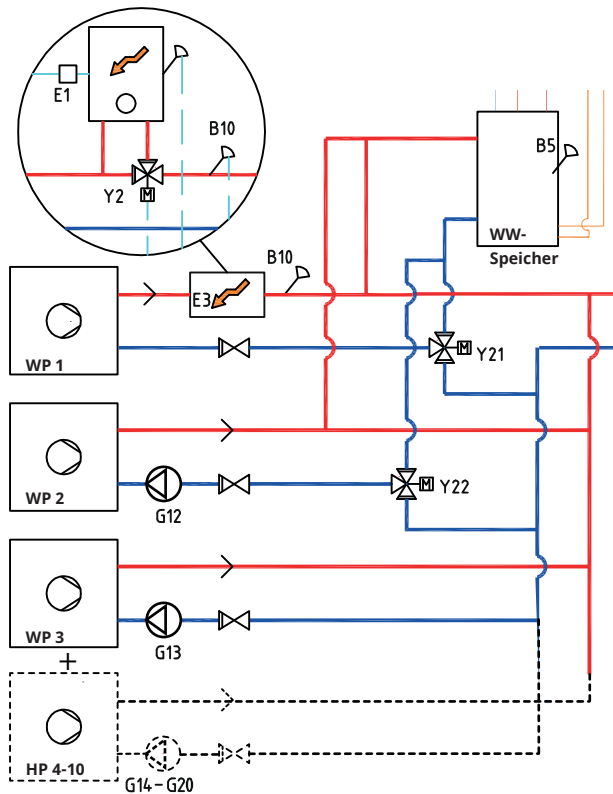 E1
B10
Y2
M
B5
WW-
Speicher
B10
E3
WP 1
M
Y21
WP 2
G12
M
Y22
WP 3
G13
+
HP 4-10
G14-G20